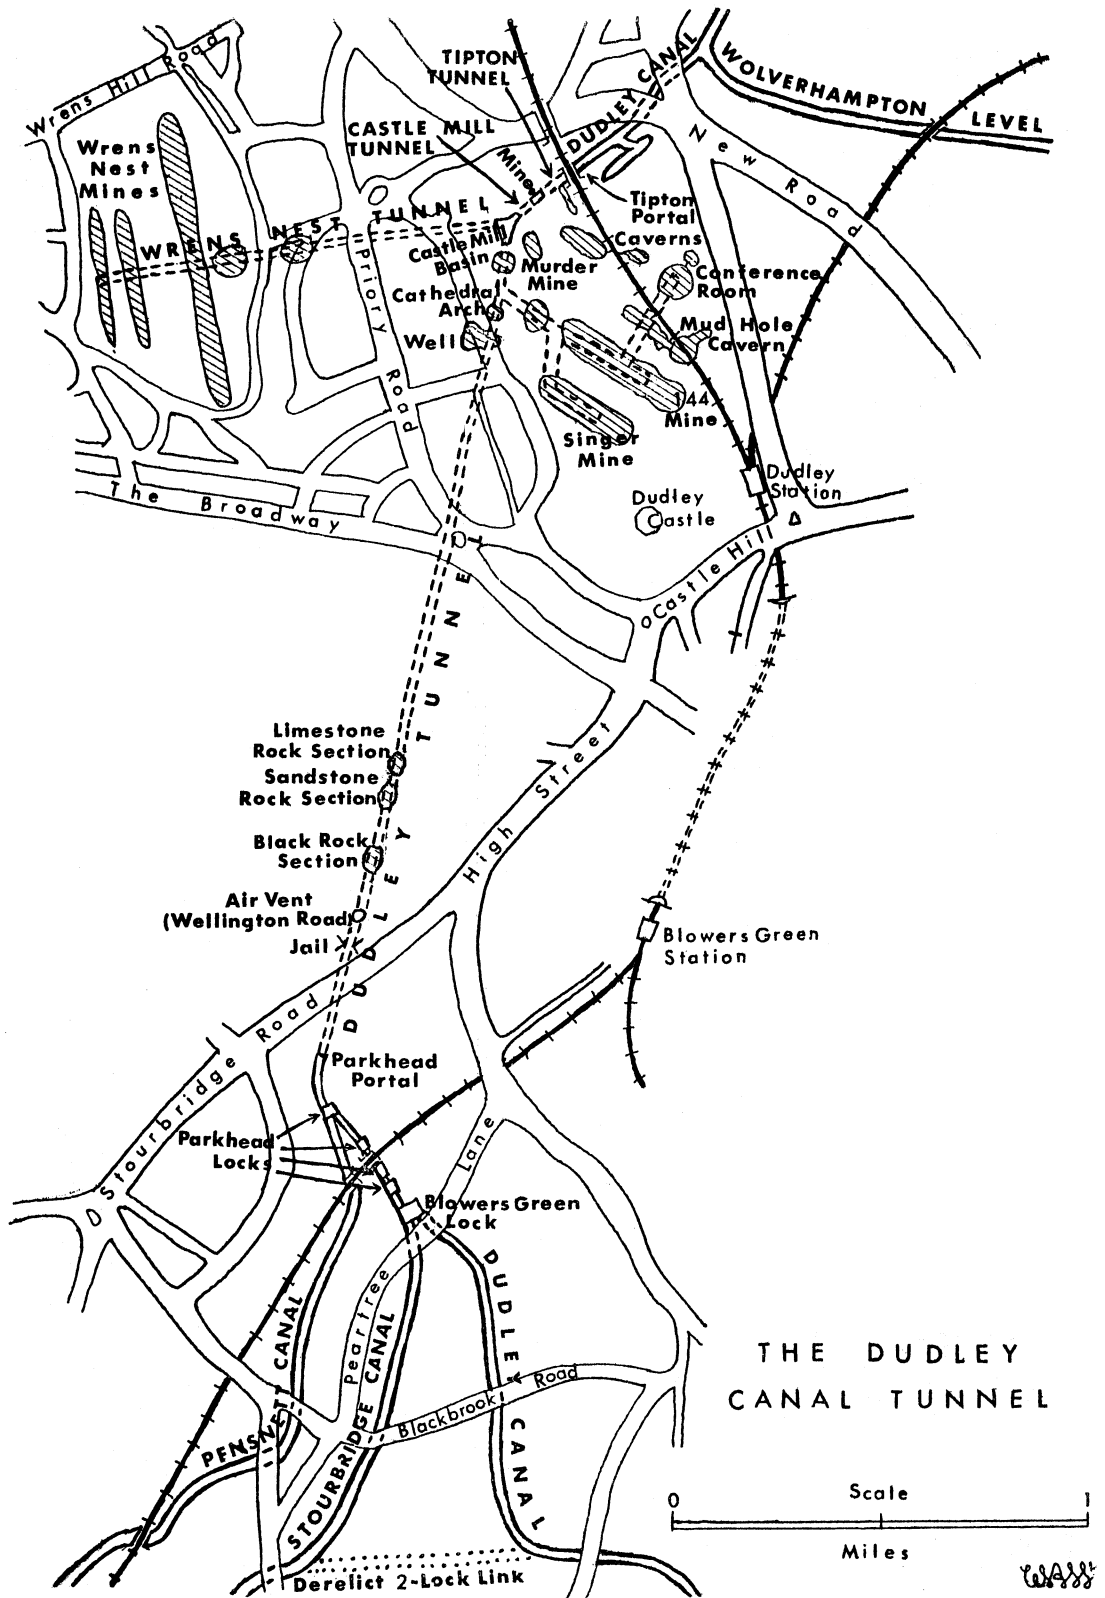 TIPTON
TUNNEL
DUDLEY CANAL
WOLVERHAMPTON LEVEL
Wrens Hill Road
CASTLE MILL
TUNNEL
Mine
New Road
Wrens
Nest
Mines
Tipton
Portal
Caverns
WRENS NEST TUNNEL
Castle Mill
Basin
Murder
Mine
Conference
Room
Priory Road
Cathedral
Arch
Mud Hole
Cavern
Well
144
Mine
Singer
Mine
Dudley
Station
The Broadway
Dudley
Castle
Castle Hill
DUDLEY TUNNEL
Limestone
Rock Section
Sandstone
Rock Section
High Street
Black Rock
Section
Air Vent
(Wellington Road)
Jail
Blowers Green
Station
Stourbridge Road
Parkhead
Portal
Parkhead
Locks
Peartree Lane
Blowers Green
Lock
DUDLEY CANAL
PENSNETT CANAL
STOURBRIDGE CANAL
Blackbrook Road
THE DUDLEY
CANAL TUNNEL
0 Scale 1
Miles
Derelict 2-Lock Link